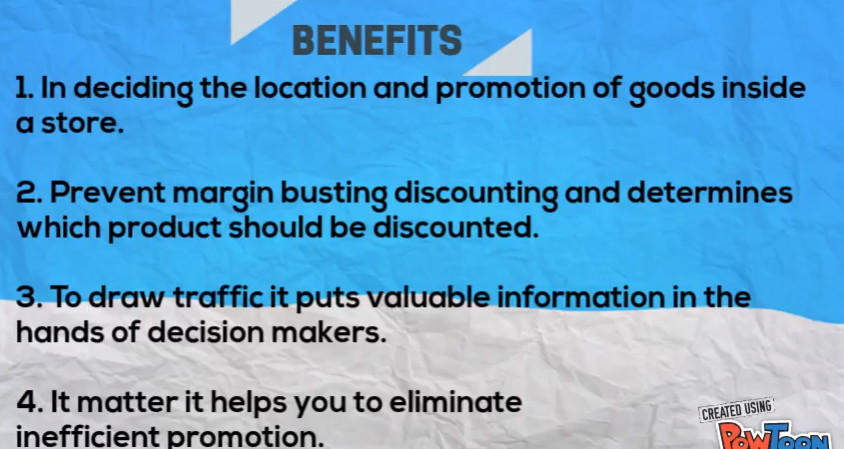 BENEFITS
1. In deciding the location and promotion of goods inside
a store.
2. Prevent margin busting discounting and determines
which product should be discounted.
3. To draw traffic it puts valuable information in the
hands of decision makers.
4. It matter it helps you to eliminate
inefficient promotion.
CREATED USING
POWTOON